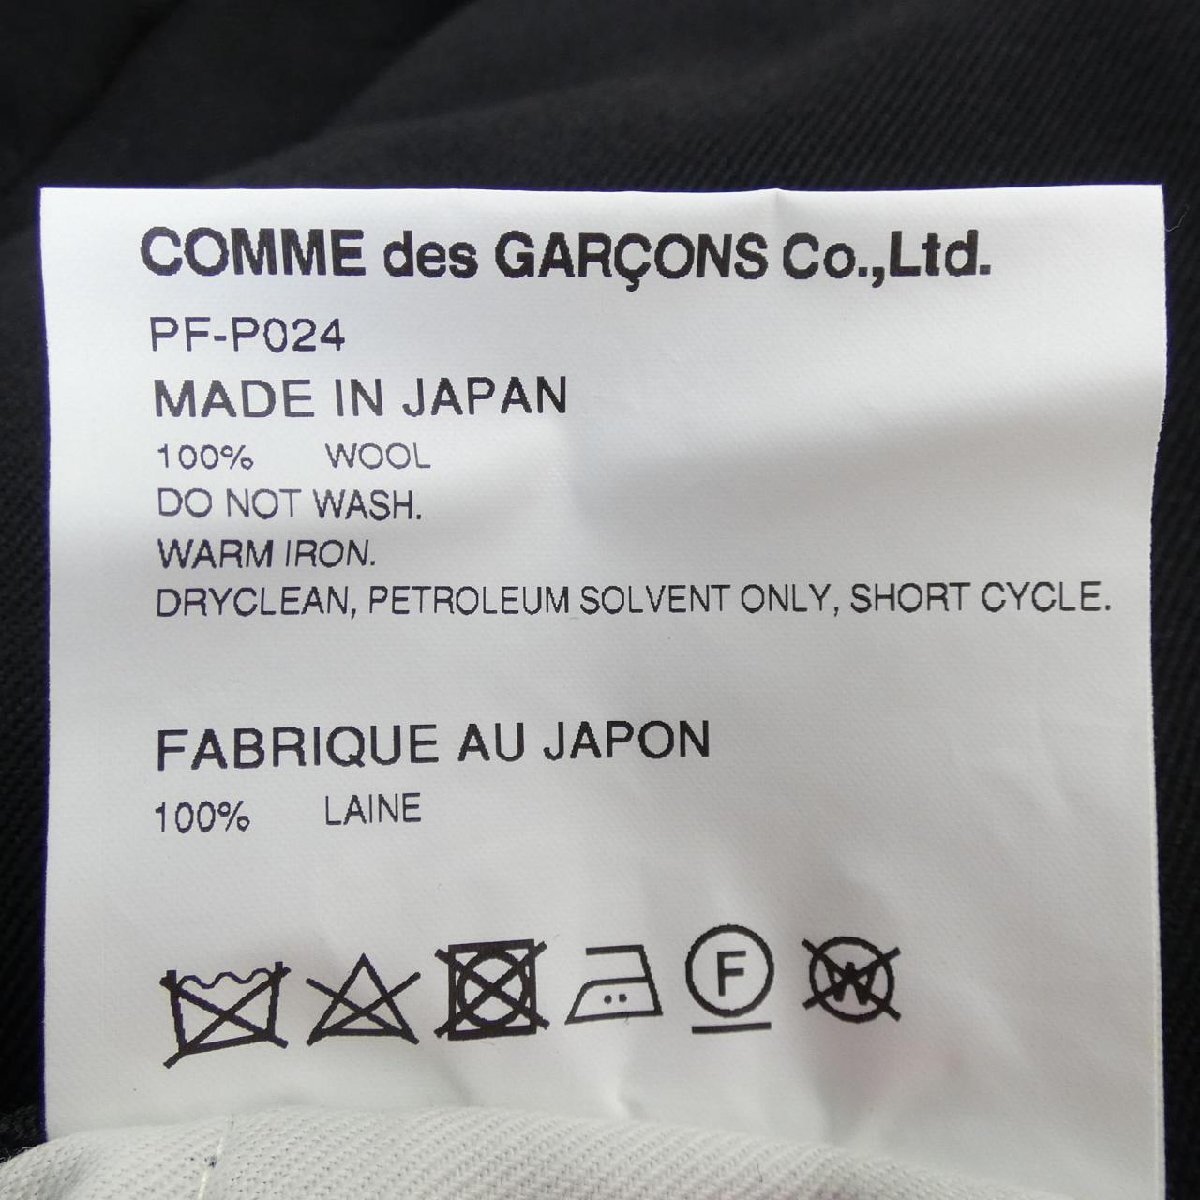 COMME des GARÇONS Co.,Ltd.
PF-P024
MADE IN JAPAN
100% WOOL
DO NOT WASH.
WARM IRON.
DRYCLEAN, PETROLEUM SOLVENT ONLY, SHORT CYCLE.
FABRIQUE AU JAPON
100% LAINE
F W